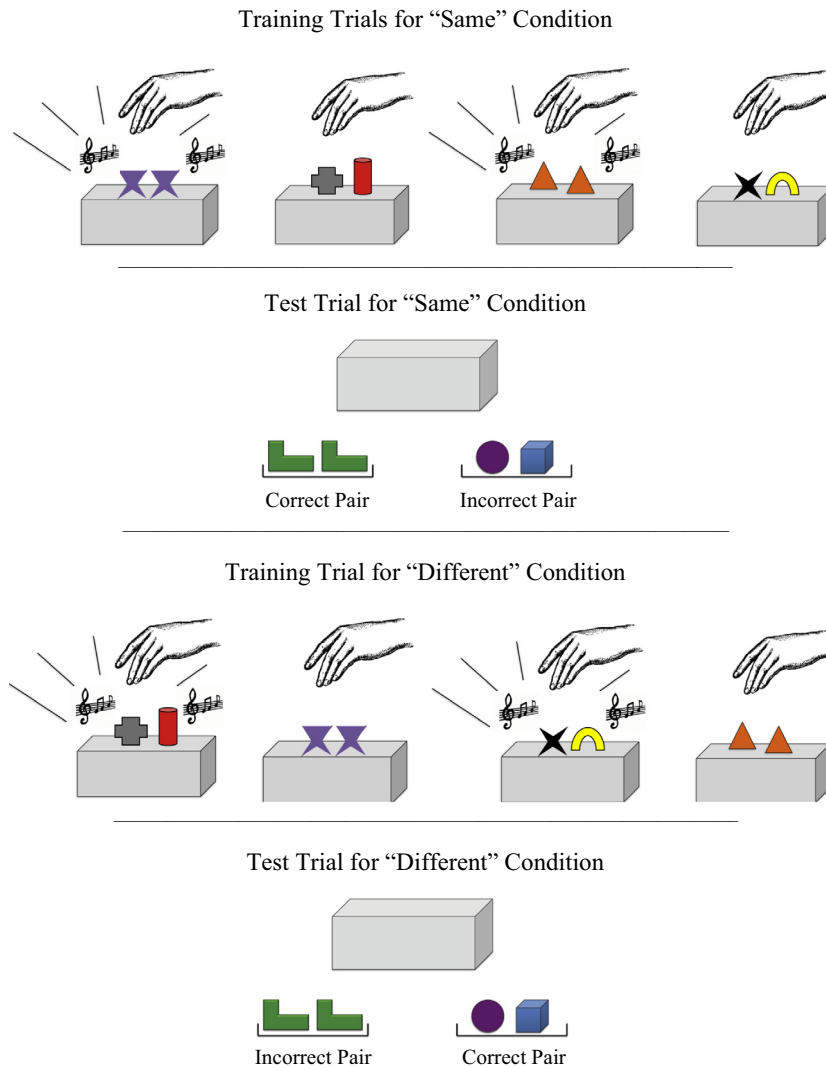 Training Trials for “Same” Condition
Test Trial for “Same” Condition
Correct Pair
Incorrect Pair
Training Trial for “Different” Condition
Test Trial for “Different” Condition
Incorrect Pair
Correct Pair